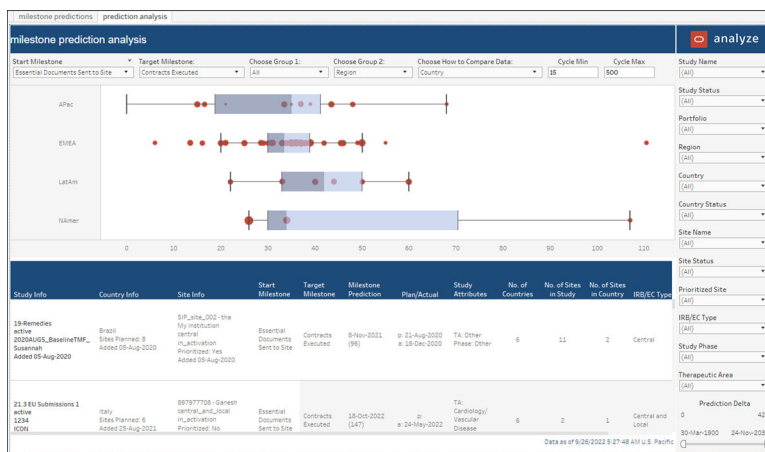 milestone predictions prediction analysis
milestone prediction analysis
analyze
Start Milestone Target Milestone: Choose Group 1: Choose Group 2: Choose How to Compare Data: Cycle Min Cycle Max
Essential Documents Sent to Site Contracts Executed All Region Country 15 500
Study Name
(All)
Study Status
(All)
Portfolio
(All)
Region
(All)
Country
(All)
Country Status
(All)
Site Name
(All)
Site Status
(All)
Prioritized Site
(All)
IRB/EC Type
(All)
Study Phase
(All)
Therapeutic Area
(All)
Prediction Delta
0 42
30-Mar-1900 24-Nov-203
APac
EMEA
LatAm
NAmer
0 10 20 30 40 50 60 70 80 90 100 110
Study Info Country Info Site Info Start Milestone Target Milestone Milestone Prediction Plan/Actual Study Attributes No. of Countries No. of Sites in Study No. of Sites in Country IRB/EC Type
19-Remedies
active
2020AUGS_BaselineTMF_
Susannah
Added 05-Aug-2020
Brazil
Sites Planned: 8
Added 05-Aug-2020
SIP_site_002 - the
My institution
central
in_activation
Prioritized: Yes
Added 05-Aug-2020
Essential
Documents
Sent to Site
Contracts
Executed
8-Nov-2021
(96)
p: 21-Aug-2020
a: 18-Dec-2020
TA: Other
Phase: Other
6
11
2
Central
21.3 EU Submissions 1
active
1234
ICON
Italy
Sites Planned: 6
Added 25-Aug-2021
897977708 - Ganesh
central_and_local
in_activation
Prioritized: No
Essential
Documents
Sent to Site
Contracts
Executed
18-Oct-2022
(147)
p:
a: 24-May-2022
TA:
Cardiology/
Vascular
Disease
6
2
1
Central and
Local
Data as of 9/26/2022 5:27:48 AM U.S. Pacific